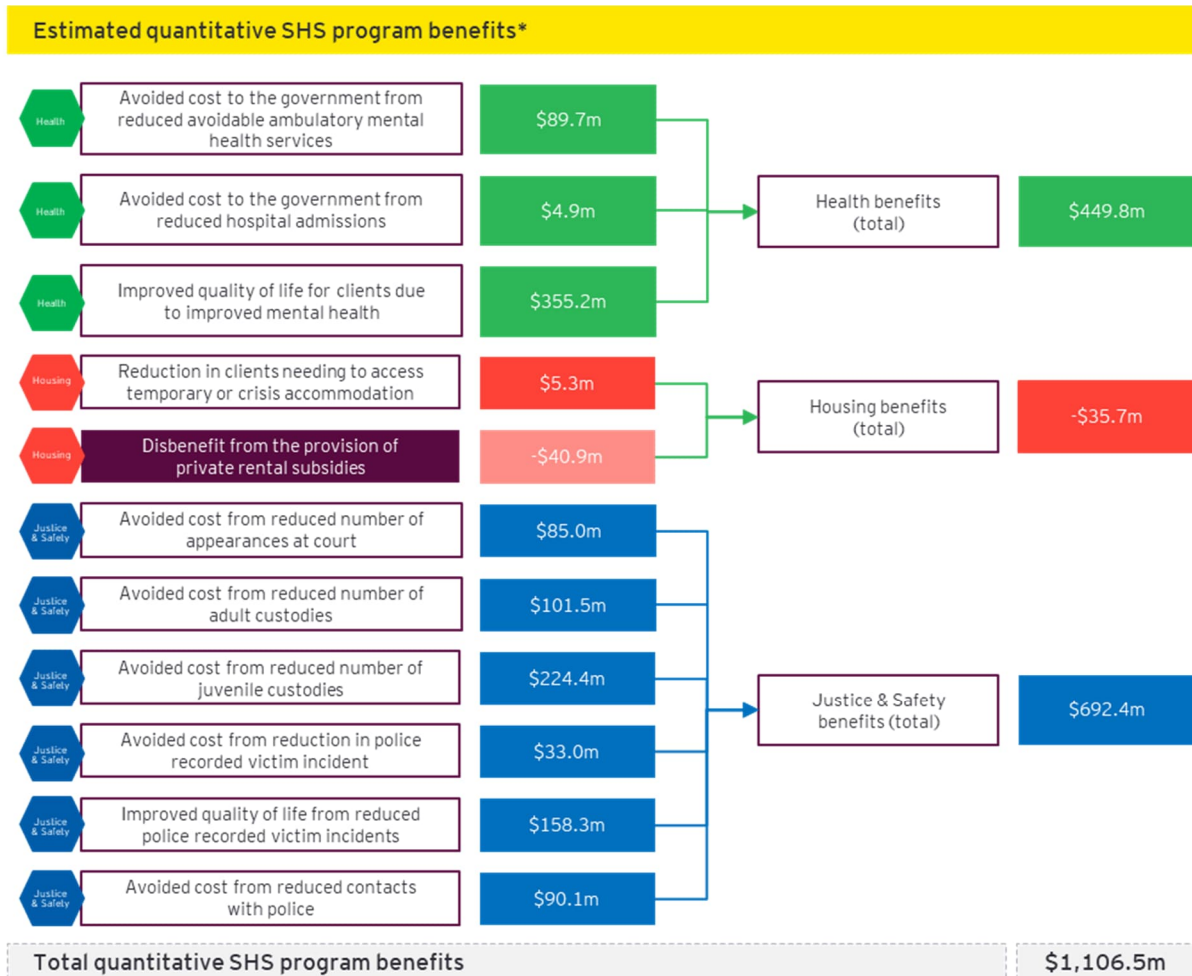 Estimated quantitative SHS program benefits*
Health
Avoided cost to the government from
reduced avoidable ambulatory mental
health services
$89.7m
Health
Avoided cost to the government from
reduced hospital admissions
$4.9m
Health benefits
(total)
$449.8m
Health
Improved quality of life for clients due
to improved mental health
$355.2m
Housing
Reduction in clients needing to access
temporary or crisis accommodation
$5.3m
Housing benefits
(total)
-$35.7m
Housing
Disbenefit from the provision of
private rental subsidies
-$40.9m
Justice
& Safety
Avoided cost from reduced number of
appearances at court
$85.0m
Justice
& Safety
Avoided cost from reduced number of
adult custodies
$101.5m
Justice
& Safety
Avoided cost from reduced number of
juvenile custodies
$224.4m
Justice & Safety
benefits (total)
$692.4m
Justice
& Safety
Avoided cost from reduction in police
recorded victim incident
$33.0m
Justice
& Safety
Improved quality of life from reduced
police recorded victim incidents
$158.3m
Justice
& Safety
Avoided cost from reduced contacts
with police
$90.1m
Total quantitative SHS program benefits
$1,106.5m